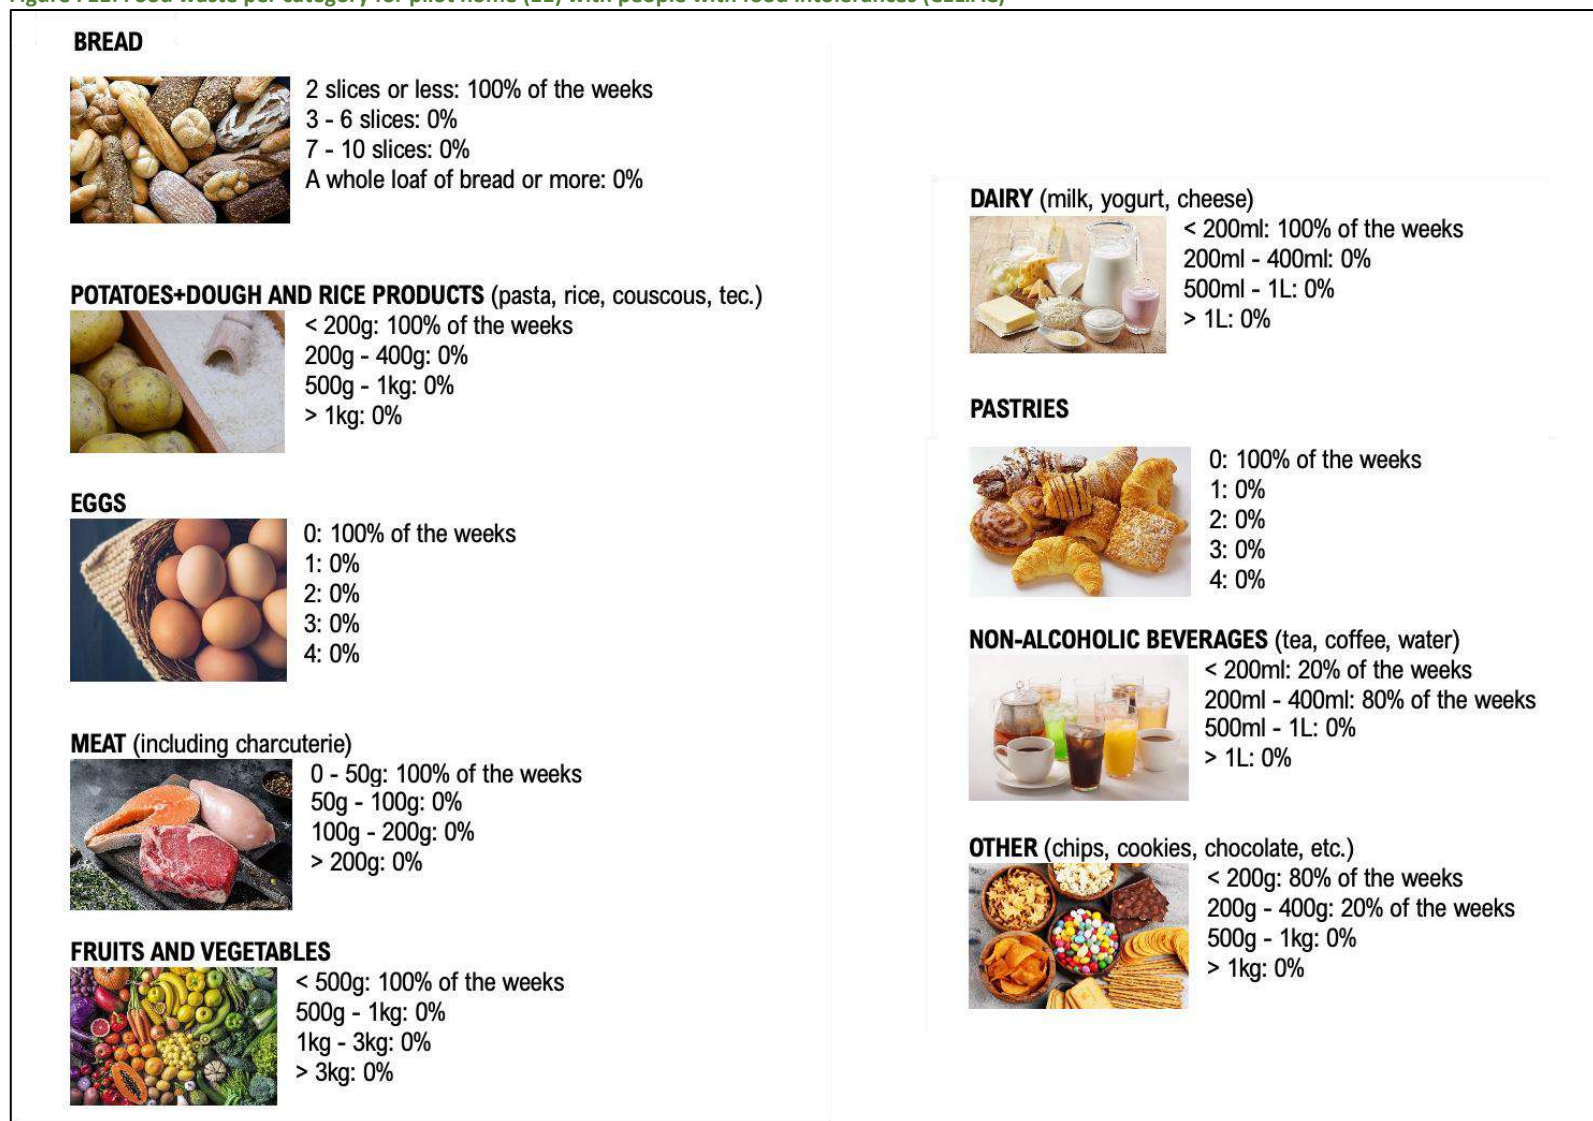 BREAD
2 slices or less: 100% of the weeks
3 - 6 slices: 0%
7 - 10 slices: 0%
A whole loaf of bread or more: 0%
POTATOES+DOUGH AND RICE PRODUCTS (pasta, rice, couscous, tec.)
< 200g: 100% of the weeks
200g - 400g: 0%
500g - 1kg: 0%
> 1kg: 0%
EGGS
0: 100% of the weeks
1: 0%
2: 0%
3: 0%
4: 0%
MEAT (including charcuterie)
0 - 50g: 100% of the weeks
50g - 100g: 0%
100g - 200g: 0%
> 200g: 0%
FRUITS AND VEGETABLES
< 500g: 100% of the weeks
500g - 1kg: 0%
1kg - 3kg: 0%
> 3kg: 0%
DAIRY (milk, yogurt, cheese)
< 200ml: 100% of the weeks
200ml - 400ml: 0%
500ml - 1L: 0%
> 1L: 0%
PASTRIES
0: 100% of the weeks
1: 0%
2: 0%
3: 0%
4: 0%
NON-ALCOHOLIC BEVERAGES (tea, coffee, water)
< 200ml: 20% of the weeks
200ml - 400ml: 80% of the weeks
500ml - 1L: 0%
> 1L: 0%
OTHER (chips, cookies, chocolate, etc.)
< 200g: 80% of the weeks
200g - 400g: 20% of the weeks
500g - 1kg: 0%
> 1kg: 0%